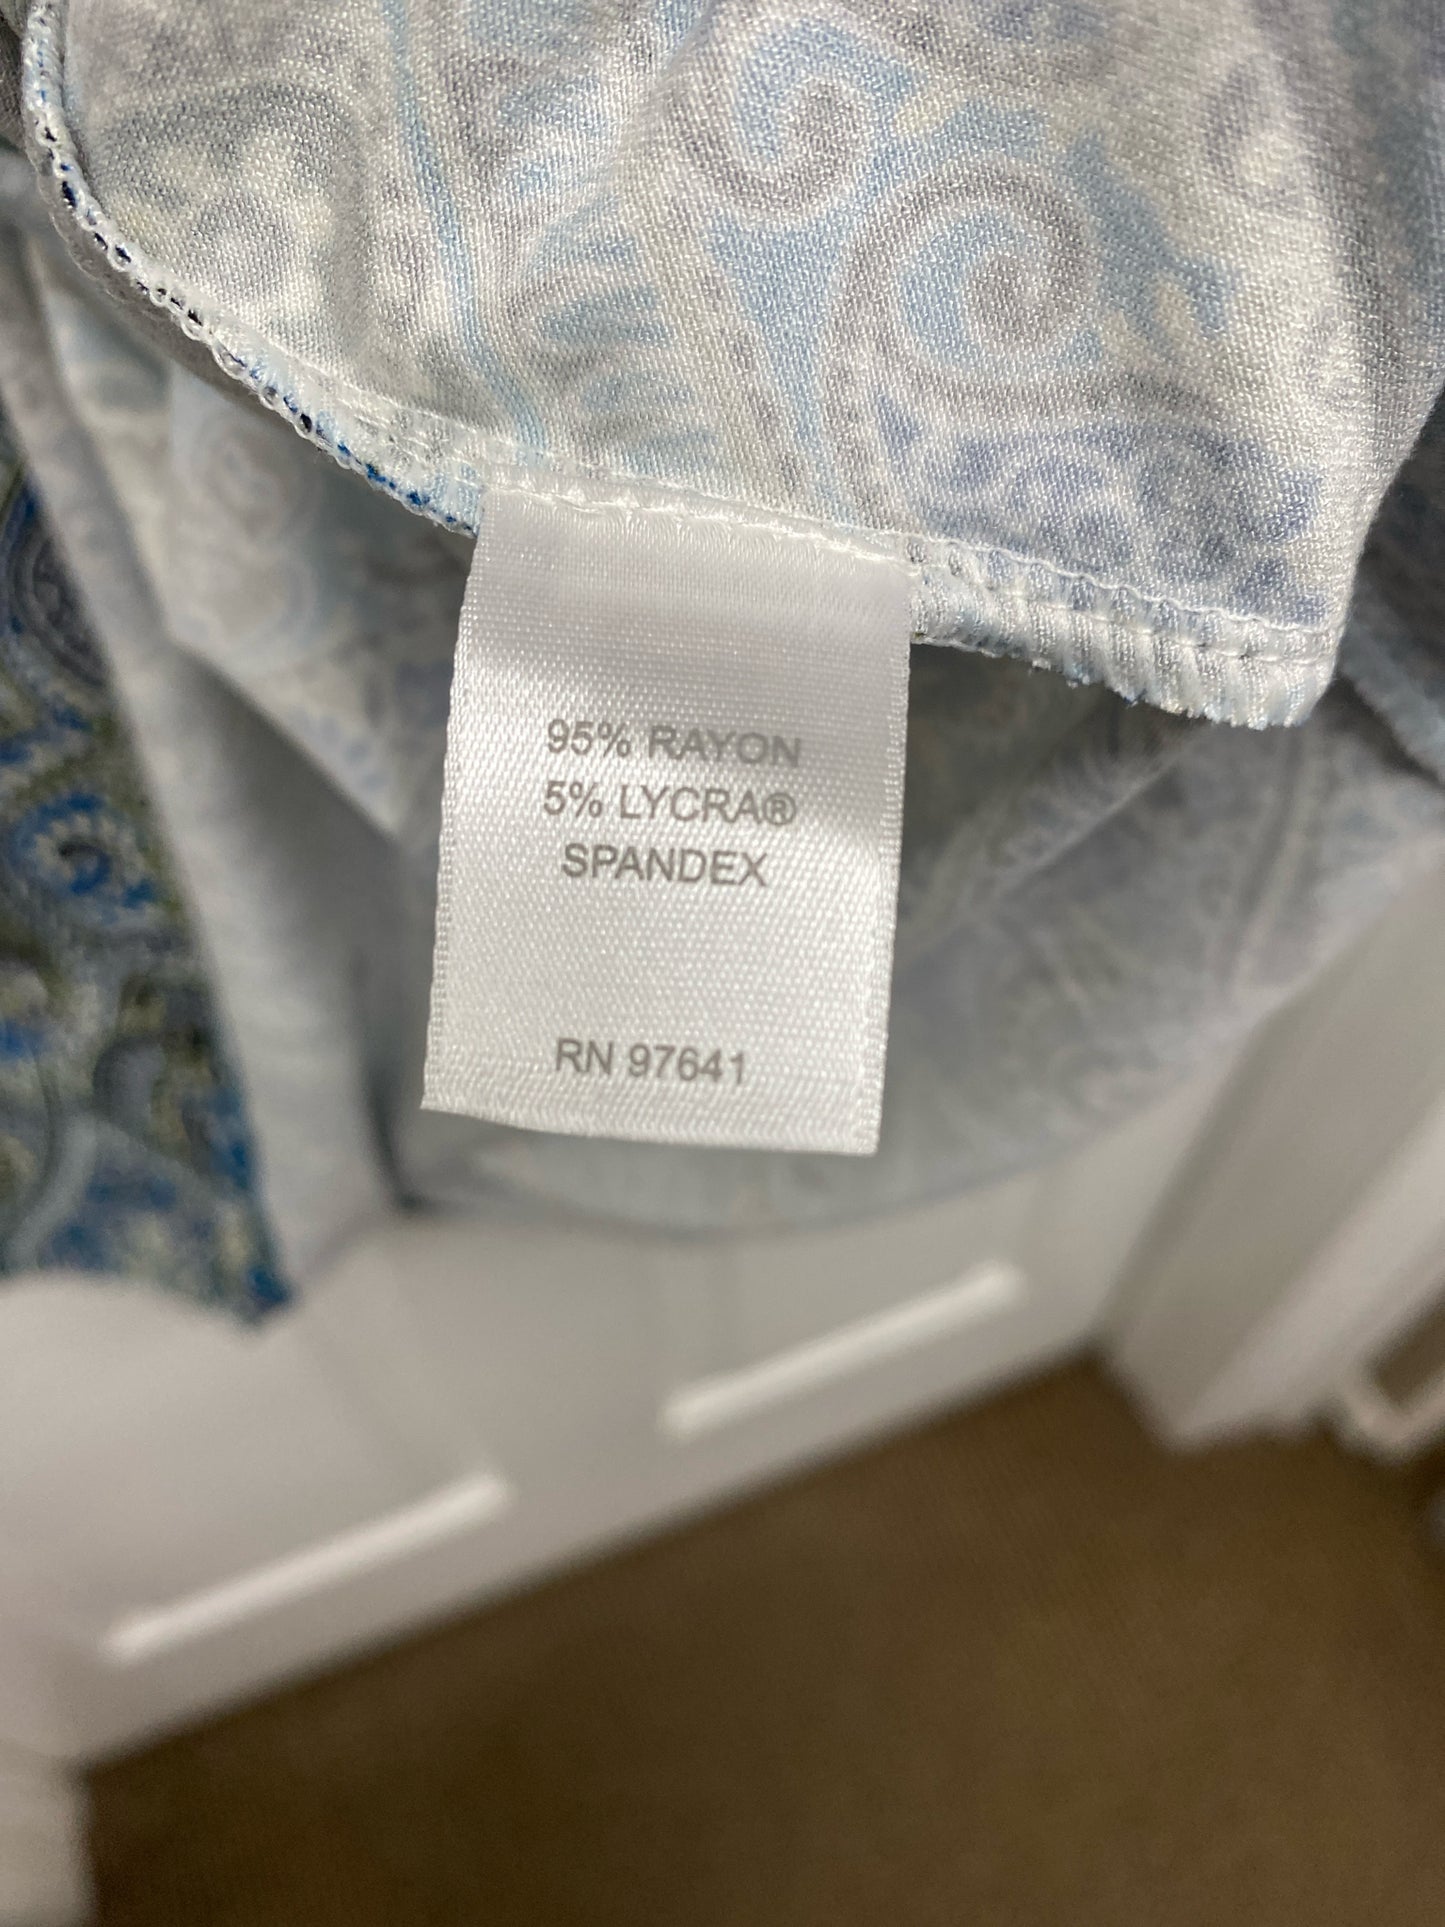 95% RAYON
5% LYCRA®
SPANDEX
RN 97641